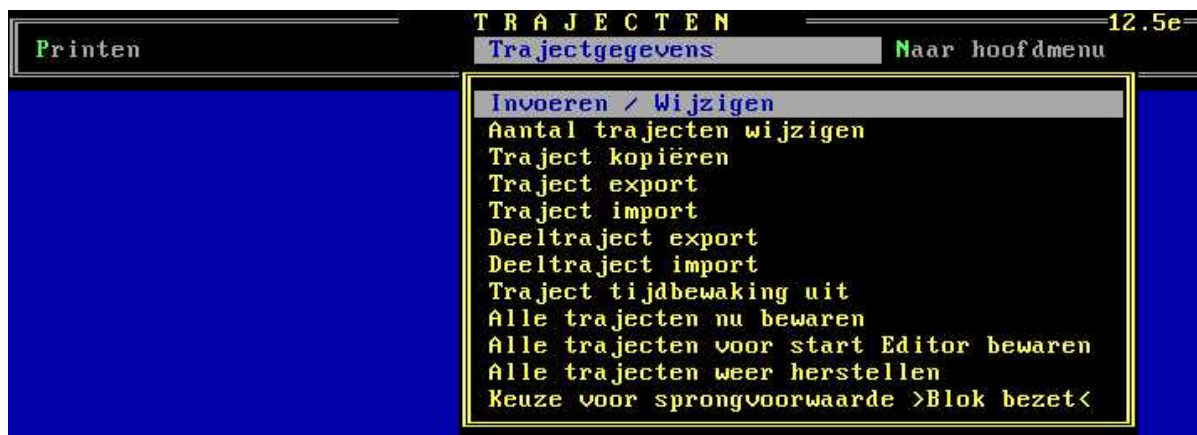 T R A J E C T E N 12.5e
Printen Trajectgegevens Naar hoofdmenu
Invoeren / Wijzigen
Aantal trajecten wijzigen
Traject kopiëren
Traject export
Traject import
Deeltraject export
Deeltraject import
Traject tijdbewaking uit
Alle trajecten nu bewaren
Alle trajecten voor start Editor bewaren
Alle trajecten weer herstellen
Keuze voor sprongvoorwaarde >Blok bezet<